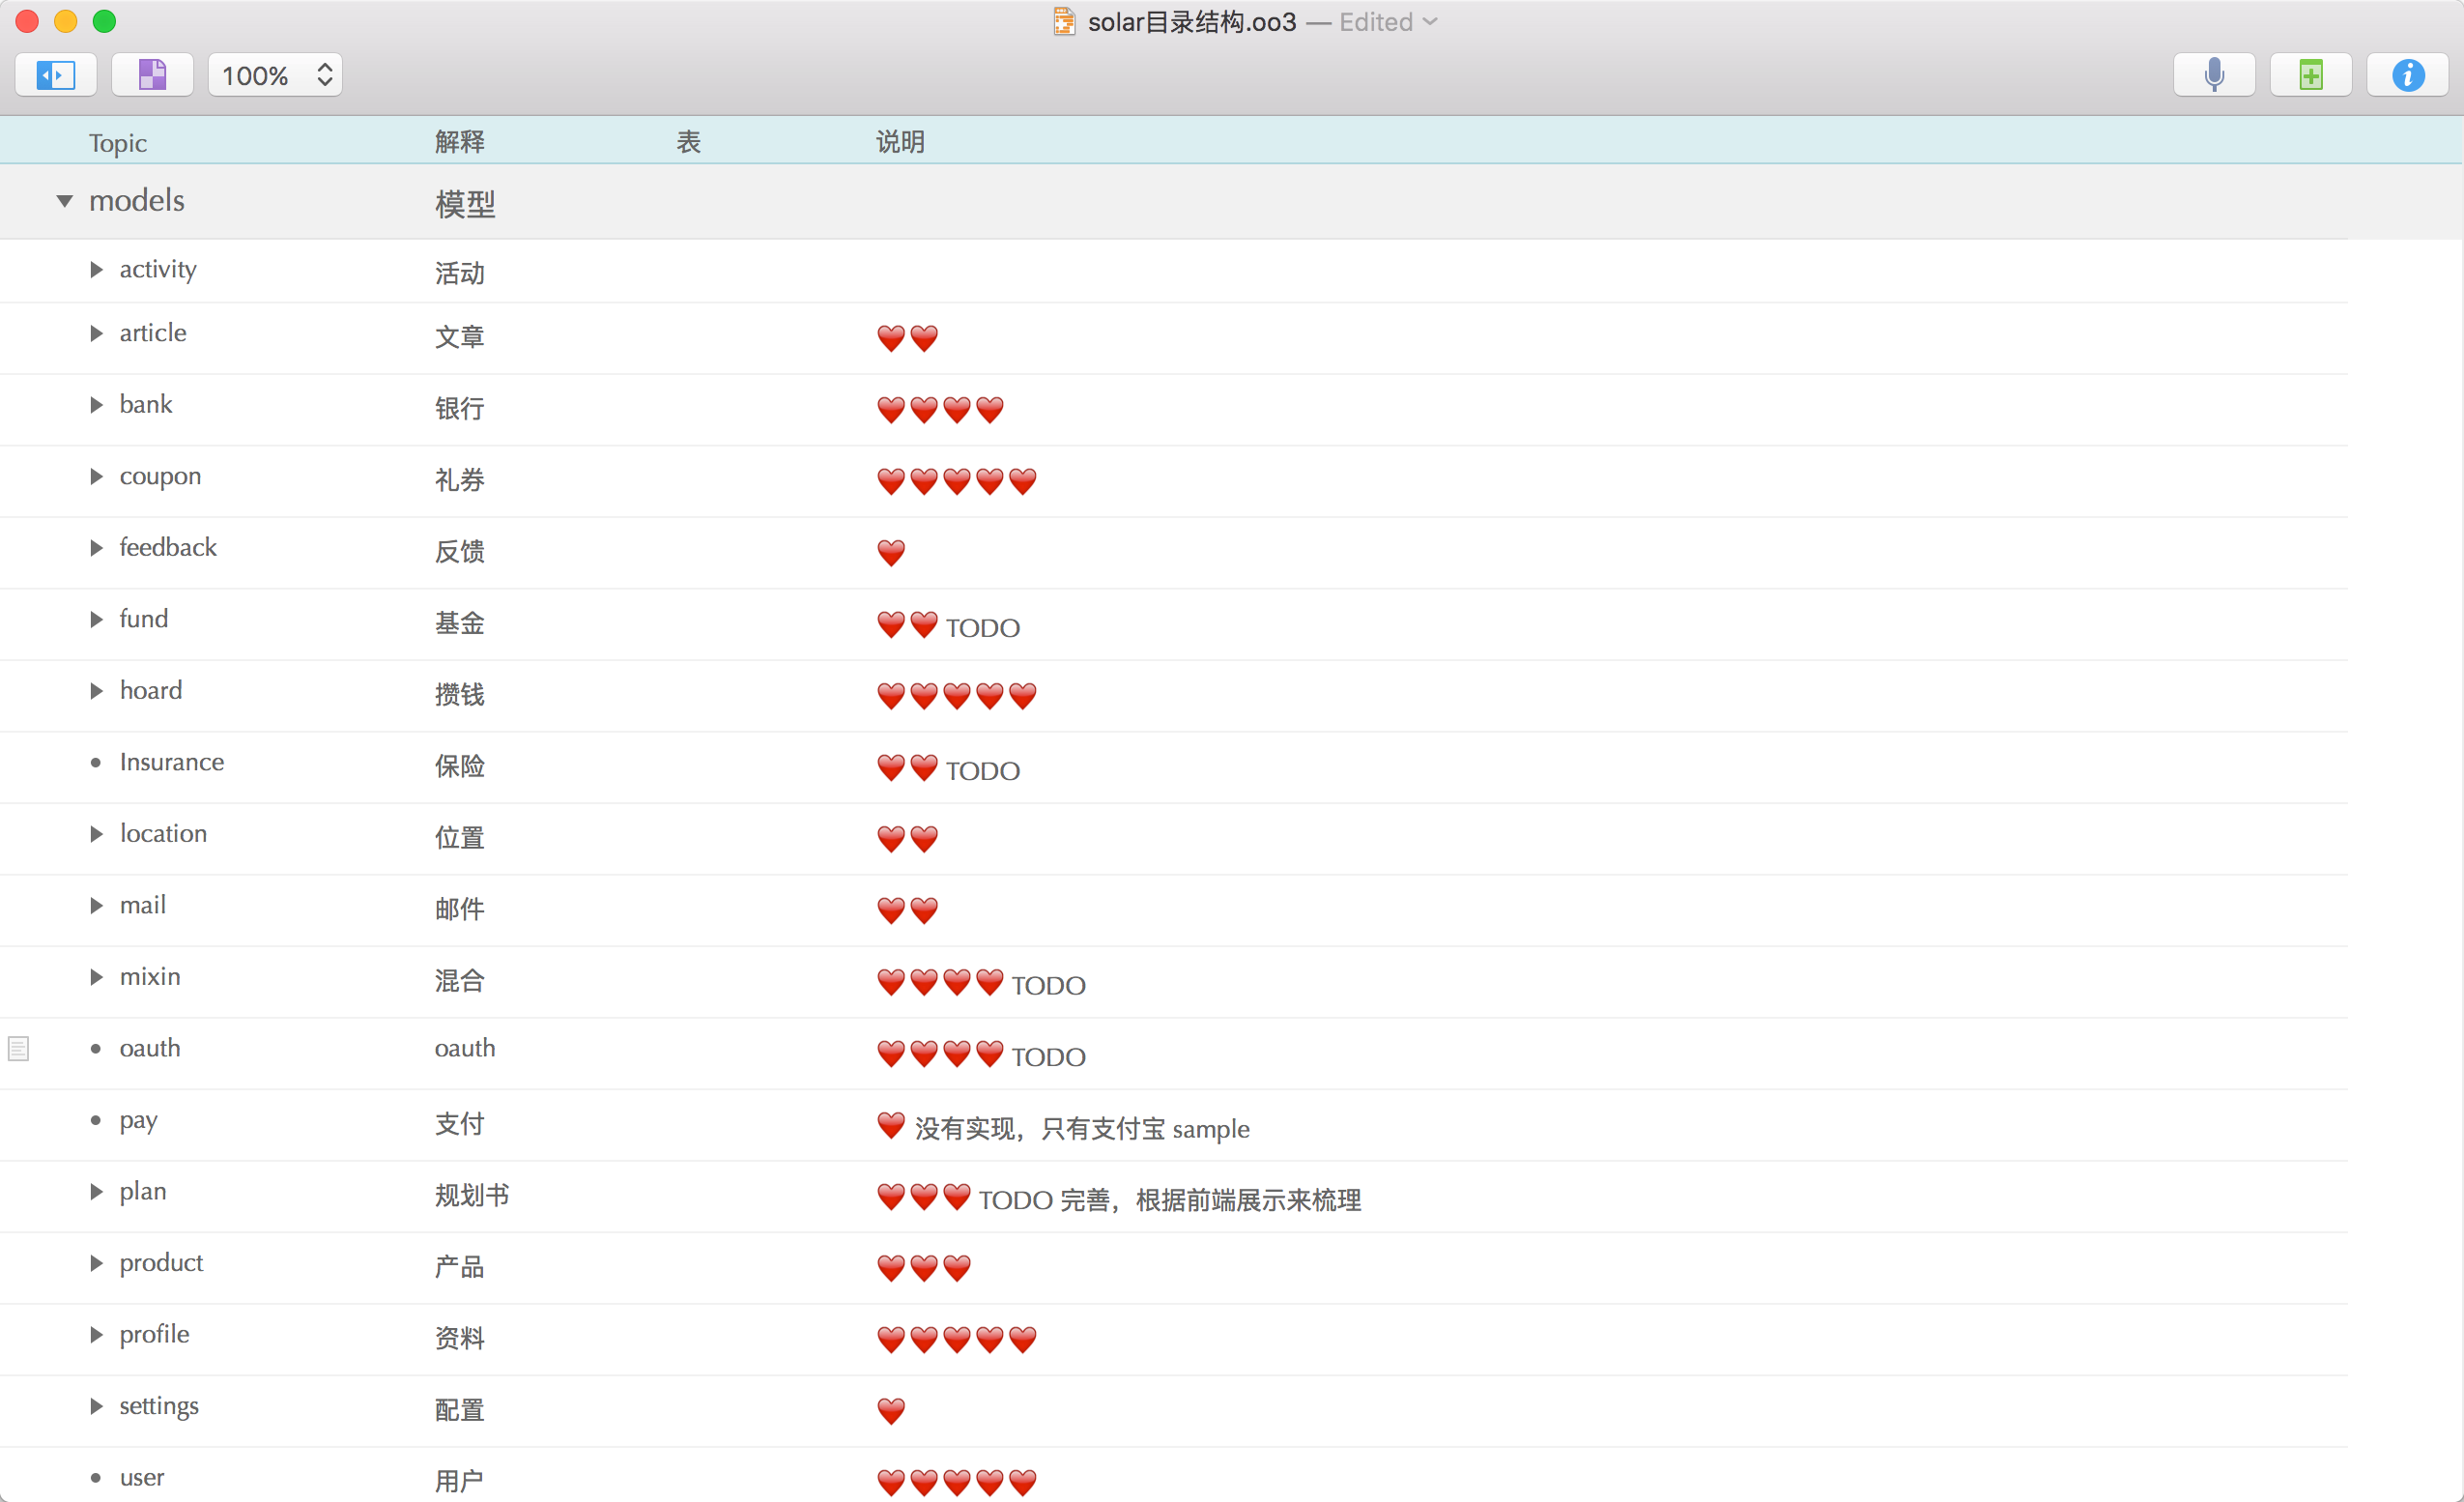 solar目录结构.oo3 — Edited
100%
Topic 解释 表 说明
models 模型
activity 活动
article 文章 ❤️❤️
bank 银行 ❤️❤️❤️❤️
coupon 礼券 ❤️❤️❤️❤️❤️
feedback 反馈 ❤️
fund 基金 ❤️❤️ TODO
hoard 攒钱 ❤️❤️❤️❤️❤️
Insurance 保险 ❤️❤️ TODO
location 位置 ❤️❤️
mail 邮件 ❤️❤️
mixin 混合 ❤️❤️❤️❤️ TODO
oauth oauth ❤️❤️❤️❤️ TODO
pay 支付 ❤️ 没有实现，只有支付宝 sample
plan 规划书 ❤️❤️❤️ TODO 完善，根据前端展示来梳理
product 产品 ❤️❤️❤️
profile 资料 ❤️❤️❤️❤️❤️
settings 配置 ❤️
user 用户 ❤️❤️❤️❤️❤️